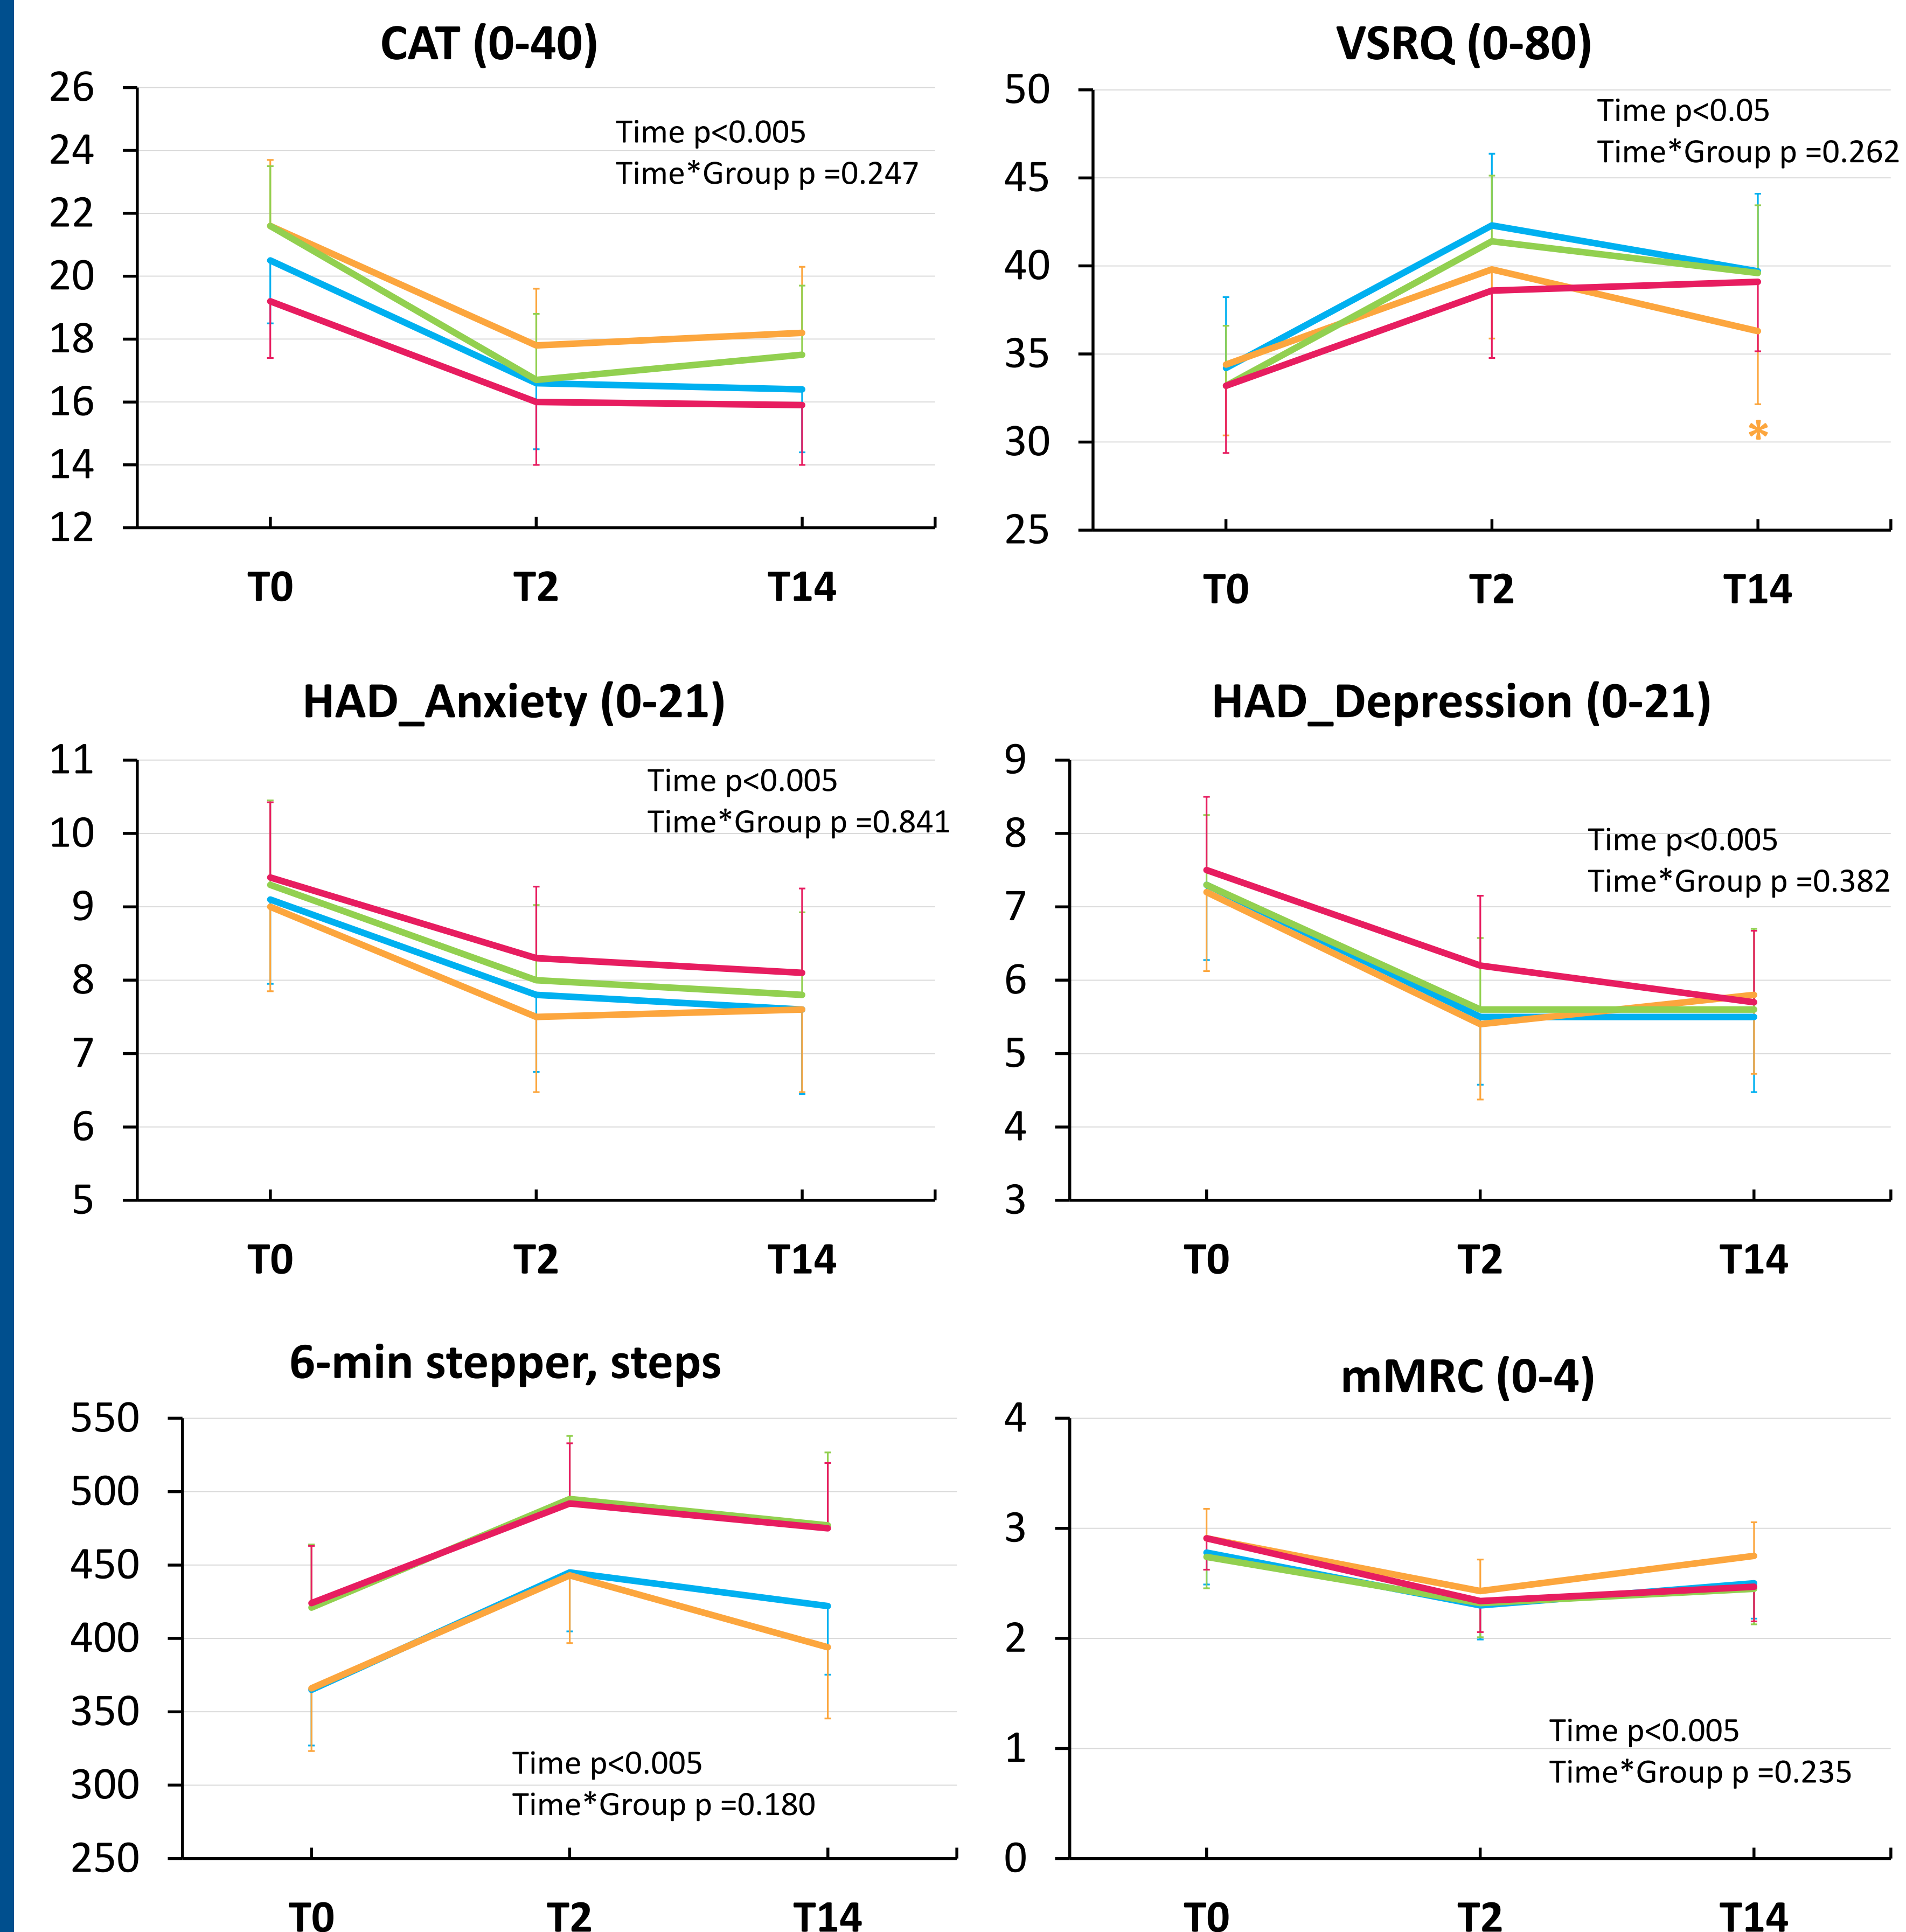 CAT (0-40)
26
24
22
20
18
16
14
12
Time p<0.005
Time*Group p =0.247
T0 T2 T14
VSRQ (0-80)
50
45
40
35
30
25
Time p<0.05
Time*Group p =0.262
*
T0 T2 T14
HAD_Anxiety (0-21)
11
10
9
8
7
6
5
Time p<0.005
Time*Group p =0.841
T0 T2 T14
HAD_Depression (0-21)
9
8
7
6
5
4
3
Time p<0.005
Time*Group p =0.382
T0 T2 T14
6-min stepper, steps
550
500
450
400
350
300
250
Time p<0.005
Time*Group p =0.180
T0 T2 T14
mMRC (0-4)
4
3
2
1
0
Time p<0.005
Time*Group p =0.235
T0 T2 T14